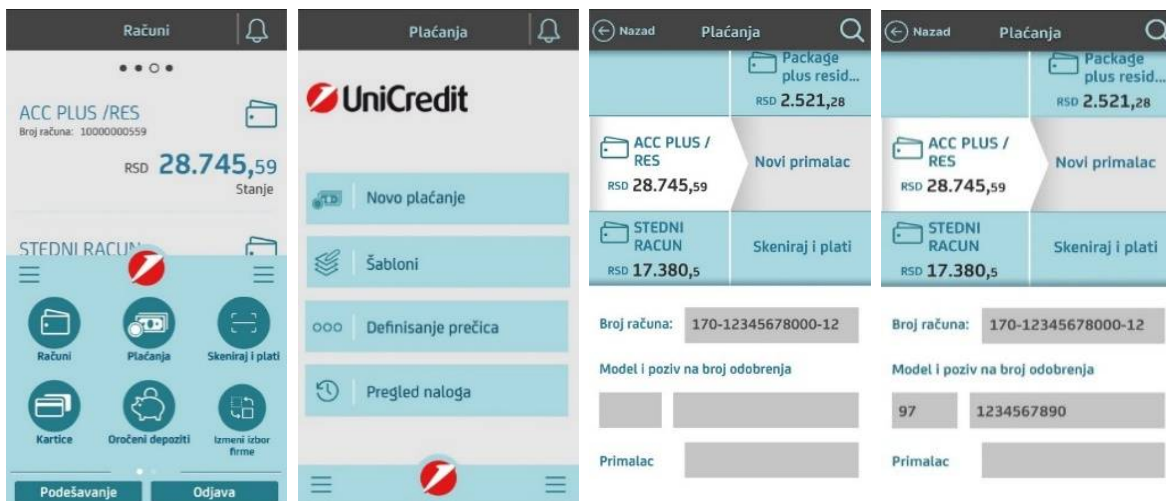 Računi
ACC PLUS /RES
Broj računa: 10000000559
RSD 28.745,59
Stanje
STEDNI RACUN
Računi
Plaćanja
Skeniraj i plati
Kartice
Oročeni depoziti
Izmeni izbor
firme
Podešavanje
Odjava
Plaćanja
UniCredit
Novo plaćanje
Šabloni
Definisanje prečica
Pregled naloga
Nazad
Plaćanja
Package
plus resid...
RSD 2.521,28
ACC PLUS /
RES
RSD 28.745,59
Novi primalac
STEDNI
RACUN
RSD 17.380,5
Skeniraj i plati
Broj računa:
170-12345678000-12
Model i poziv na broj odobrenja
Primalac
Nazad
Plaćanja
Package
plus resid...
RSD 2.521,28
ACC PLUS /
RES
RSD 28.745,59
Novi primalac
STEDNI
RACUN
RSD 17.380,5
Skeniraj i plati
Broj računa:
170-12345678000-12
Model i poziv na broj odobrenja
97
1234567890
Primalac